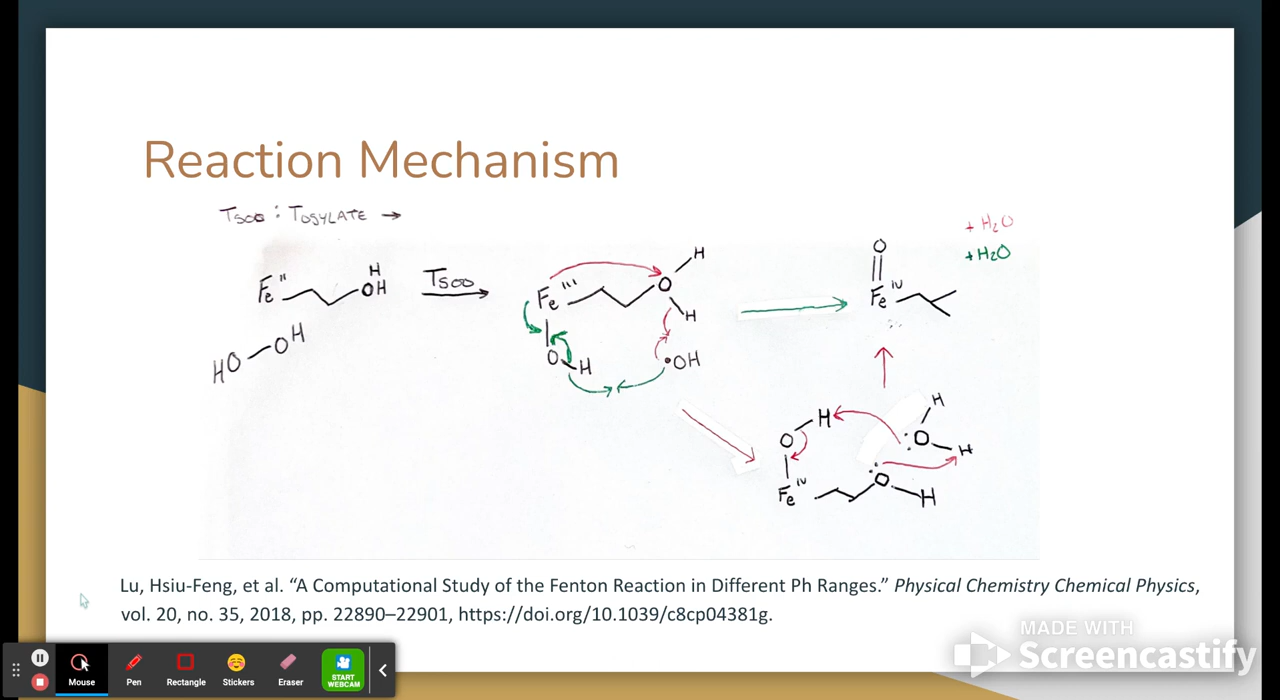 Reaction Mechanism
Tsoo : TOSYLATE →
+ H₂O
+ H₂O
Fe II
H
OH
HO OH
Tsoo
Fe III
O H
H
O
H
•OH
O
Fe IV
O H
Fe IV
O H
H
:O
H
Lu, Hsiu-Feng, et al. “A Computational Study of the Fenton Reaction in Different Ph Ranges.” Physical Chemistry Chemical Physics,
vol. 20, no. 35, 2018, pp. 22890–22901, https://doi.org/10.1039/c8cp04381g.
MADE WITH
Screencastify
Mouse
Pen
Rectangle
Stickers
Eraser
START
WEBCAM